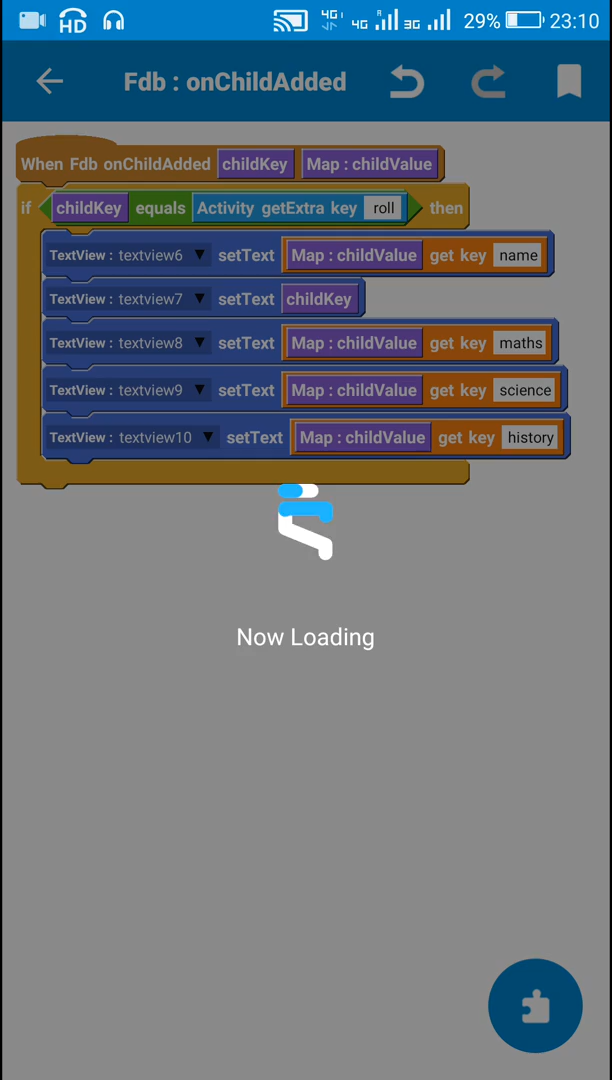 HD 4G 4G R 3G 29% 23:10
Fdb : onChildAdded
When Fdb onChildAdded childKey Map : childValue
if childKey equals Activity getExtra key roll then
TextView : textview6 setText Map : childValue get key name
TextView : textview7 setText childKey
TextView : textview8 setText Map : childValue get key maths
TextView : textview9 setText Map : childValue get key science
TextView : textview10 setText Map : childValue get key history
Now Loading